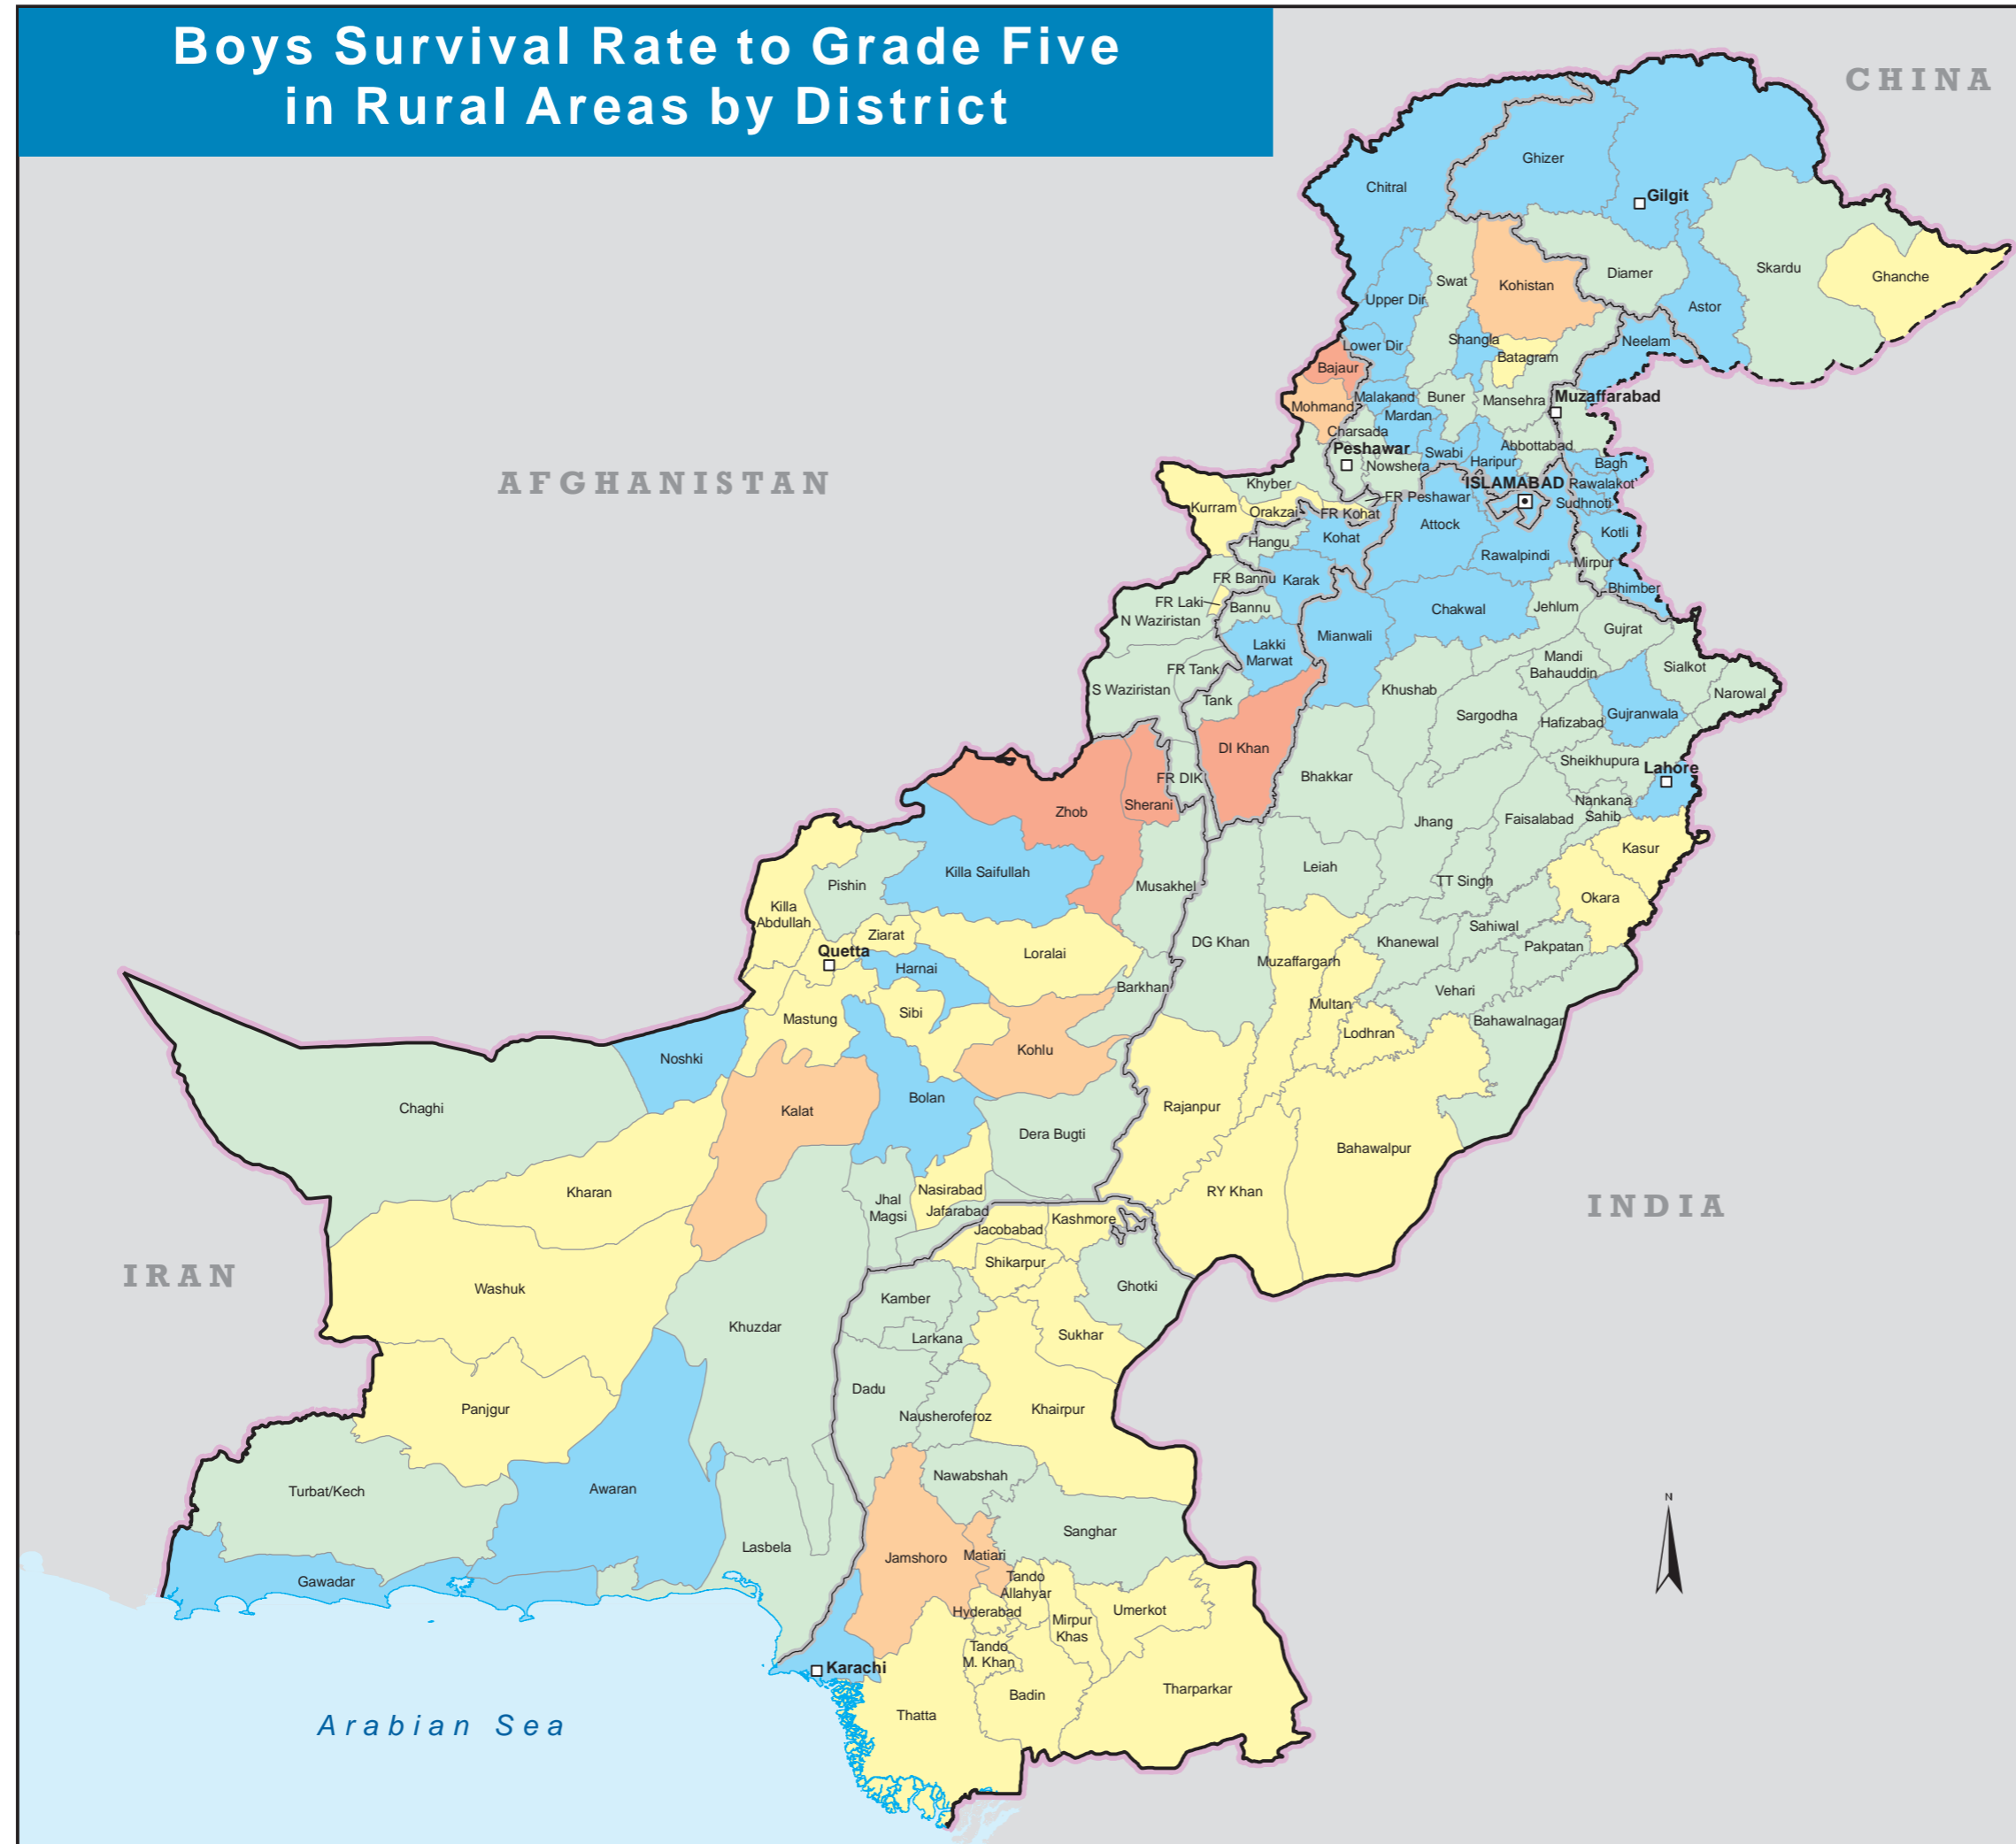 Boys Survival Rate to Grade Five
in Rural Areas by District
CHINA
Ghizer
Chitral
Gilgit
Skardu
Ghanche
Diamer
Swat
Kohistan
Upper Dir
Astor
Neelam
Shangla
Lower Dir
Batagram
Bajaur
Malakand
Buner
Mansehra
Muzaffarabad
Mohmand
Mardan
Charsada
Abbottabad
Peshawar
Swabi
Haripur
Bagh
Nowshera
AFGHANISTAN
Khyber
ISLAMABAD
Rawalakot
FR Peshawar
Sudhnoti
Kurram
Orakzai
FR Kohat
Attock
Kotli
Hangu
Kohat
Rawalpindi
Mirpur
FR Bannu
Karak
Bhimber
FR Laki
Bannu
Chakwal
Jehlum
N Waziristan
Gujrat
Lakki
Marwat
Mianwali
Mandi
Bahauddin
Sialkot
FR Tank
S Waziristan
Khushab
Narowal
Tank
Sargodha
Hafizabad
Gujranwala
DI Khan
Sheikhupura
Lahore
FR DIK
Bhakkar
Sherani
Zhob
Nankana
Sahib
Jhang
Faisalabad
Kasur
Killa Saifullah
Leiah
TT Singh
Pishin
Musakhel
Okara
Killa
Abdullah
Ziarat
Sahiwal
Quetta
Loralai
DG Khan
Khanewal
Pakpatan
Harnai
Muzaffargarh
Barkhan
Vehari
Multan
Sibi
Mastung
Lodhran
Bahawalnagar
Kohlu
Noshki
Chaghi
Kalat
Bolan
Rajanpur
Dera Bugti
Bahawalpur
Kharan
Nasirabad
RY Khan
Jhal
Magsi
Jafarabad
INDIA
Kashmore
Jacobabad
IRAN
Shikarpur
Washuk
Ghotki
Kamber
Khuzdar
Larkana
Sukhar
Dadu
Panjgur
Nausheroferoz
Khairpur
Nawabshah
Turbat/Kech
Awaran
N
Sanghar
Lasbela
Jamshoro
Matiari
Gawadar
Tando
Allahyar
Hyderabad
Umerkot
Mirpur
Khas
Tando
M. Khan
Karachi
Badin
Tharparkar
Thatta
Arabian Sea